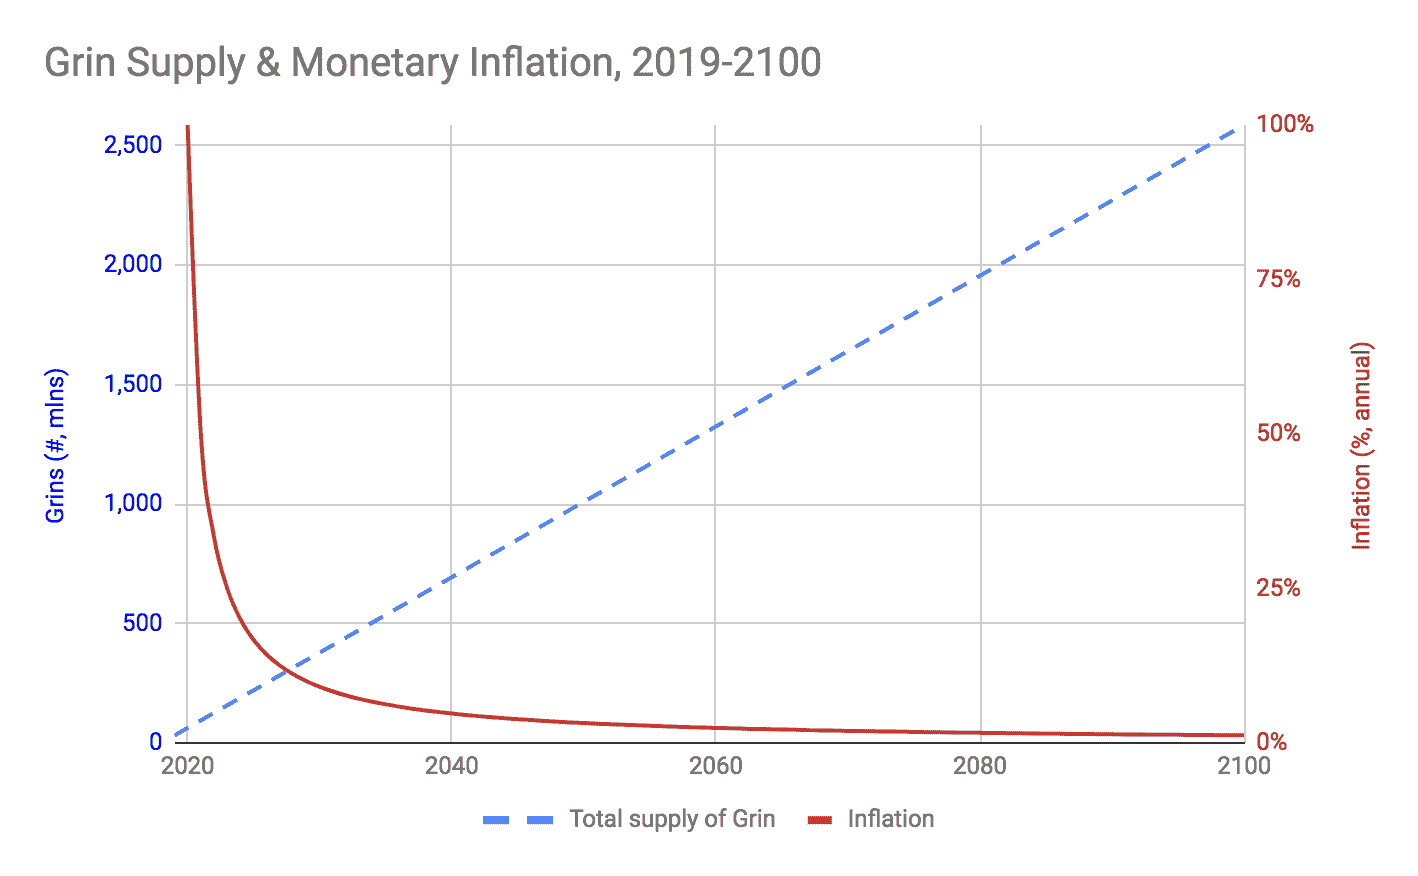 Grin Supply & Monetary Inflation, 2019-2100
2,500
2,000
1,500
1,000
500
0
Grins (#, mlns)
100%
75%
50%
25%
0%
Inflation (%, annual)
2020 2040 2060 2080 2100
Total supply of Grin Inflation